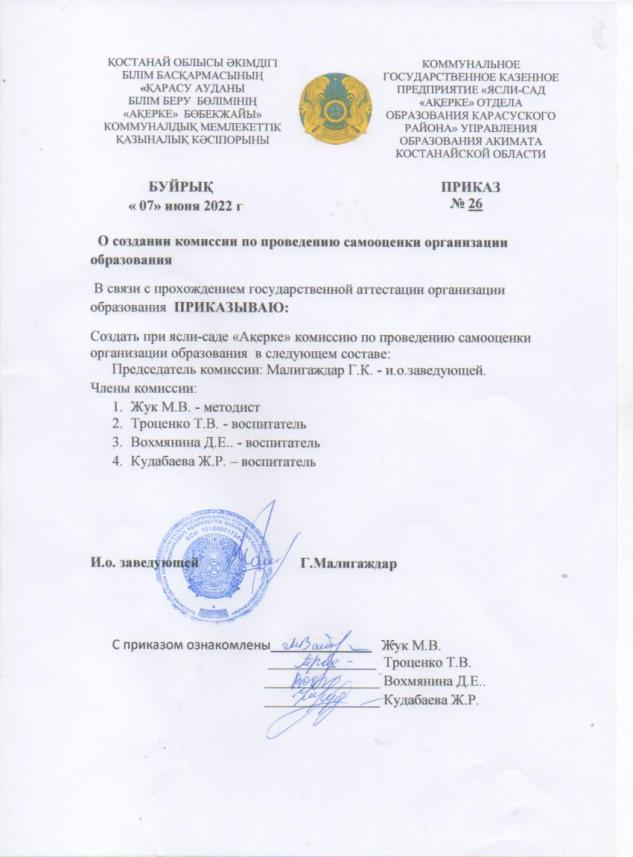 ҚОСТАНАЙ ОБЛЫСЫ ӘКІМДІГІ
БІЛІМ БАСҚАРМАСЫНЫҢ
«ҚАРАСУ АУДАНЫ
БІЛІМ БЕРУ БӨЛІМІНІҢ
«АҚЕРКЕ» БӨБЕКЖАЙЫ»
КОММУНАЛДЫҚ МЕМЛЕКЕТТІК
ҚАЗЫНАЛЫҚ КӘСІПОРЫНЫ
КОММУНАЛЬНОЕ
ГОСУДАРСТВЕННОЕ КАЗЕННОЕ
ПРЕДПРИЯТИЕ «ЯСЛИ-САД
«АҚЕРКЕ» ОТДЕЛА
ОБРАЗОВАНИЯ КАРАСУСКОГО
РАЙОНА» УПРАВЛЕНИЯ
ОБРАЗОВАНИЯ АКИМАТА
КОСТАНАЙСКОЙ ОБЛАСТИ
БУЙРЫҚ
« 07» июня 2022 г
ПРИКАЗ
№ 26
О создании комиссии по проведению самооценки организации
образования
В связи с прохождением государственной аттестации организации
образования ПРИКАЗЫВАЮ:
Создать при ясли-саде «Ақерке» комиссию по проведению самооценки
организации образования в следующем составе:
Председатель комиссии: Малигаждар Г.К. - и.о.заведующей.
Члены комиссии:
1. Жук М.В. - методист
2. Троценко Т.В. - воспитатель
3. Вохмянина Д.Е.. - воспитатель
4. Кудабаева Ж.Р. – воспитатель
И.о. заведующей Г.Малигаждар
С приказом ознакомлены Жук М.В.
Троценко Т.В.
Вохмянина Д.Е..
Кудабаева Ж.Р.